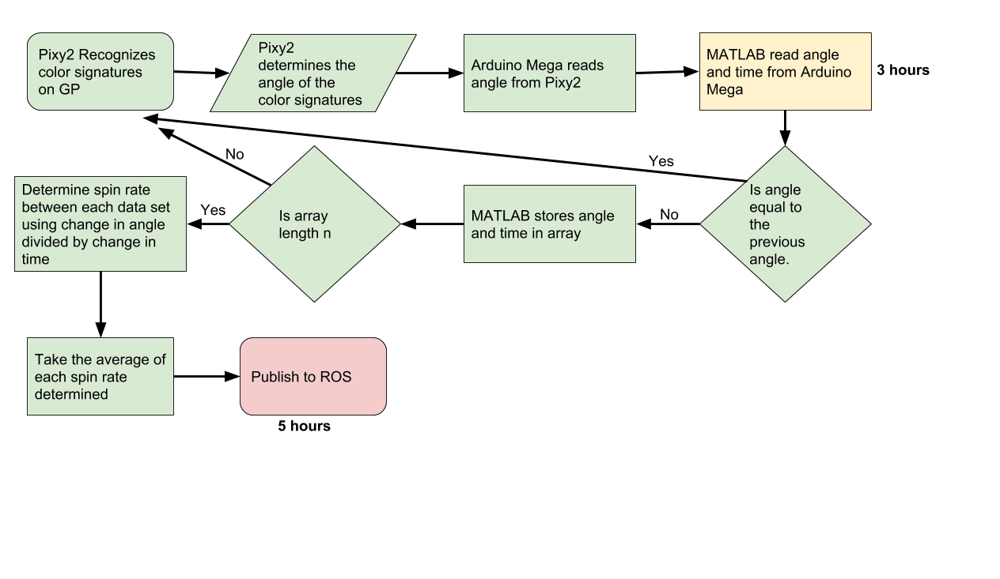 Pixy2 Recognizes
color signatures
on GP
Pixy2
determines the
angle of the
color signatures
Arduino Mega reads
angle from Pixy2
MATLAB read angle
and time from Arduino
Mega
3 hours
Is angle
equal to
the
previous
angle.
Yes
No
MATLAB stores angle
and time in array
Is array
length n
No
Yes
Determine spin rate
between each data set
using change in angle
divided by change in
time
Take the average of
each spin rate
determined
Publish to ROS
5 hours